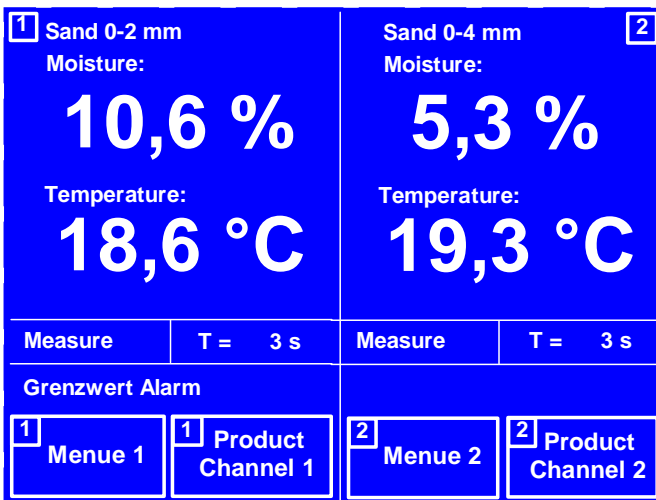 1 Sand 0-2 mm
Moisture:
10,6 %
Temperature:
18,6 °C
Measure
T = 3 s
Grenzwert Alarm
1 Menue 1
1 Product
Channel 1
Sand 0-4 mm 2
Moisture:
5,3 %
Temperature:
19,3 °C
Measure
T = 3 s
2 Menue 2
2 Product
Channel 2